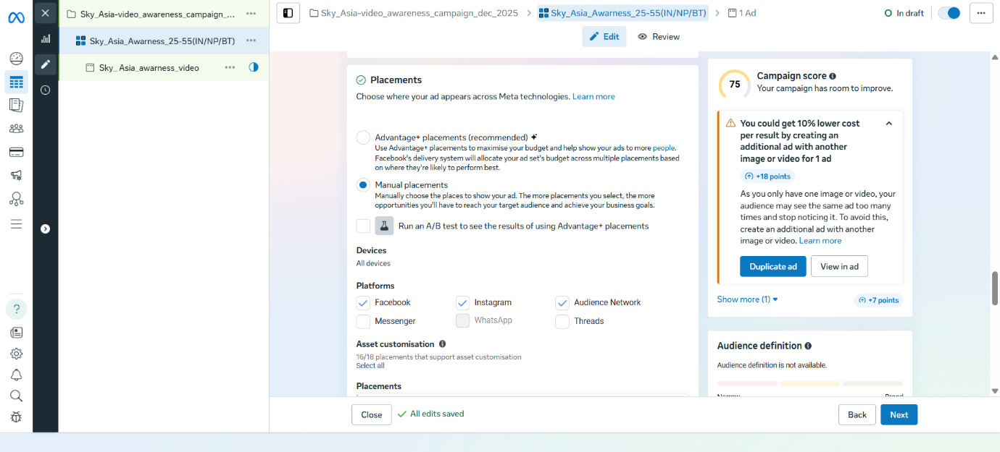 Sky_Asia-video_awareness_campaign_...
Sky_Asia_Awarness_25-55(IN/NP/BT)
Sky_ Asia_awarness_video
Sky_Asia-video_awareness_campaign_dec_2025
Sky_Asia_Awarness_25-55(IN/NP/BT)
1 Ad
In draft
Edit
Review
Placements
Choose where your ad appears across Meta technologies. Learn more
Advantage+ placements (recommended)
Use Advantage+ placements to maximise your budget and help show your ads to more people.
Facebook's delivery system will allocate your ad set's budget across multiple placements based
on where they're likely to perform best.
Manual placements
Manually choose the places to show your ad. The more placements you select, the more
opportunities you'll have to reach your target audience and achieve your business goals.
Run an A/B test to see the results of using Advantage+ placements
Devices
All devices
Platforms
Facebook
Instagram
Audience Network
Messenger
WhatsApp
Threads
Asset customisation
16/18 placements that support asset customisation
Select all
Placements
75
Campaign score
Your campaign has room to improve.
You could get 10% lower cost
per result by creating an
additional ad with another
image or video for 1 ad
+18 points
As you only have one image or video, your
audience may see the same ad too many
times and stop noticing it. To avoid this,
create an additional ad with another
image or video. Learn more
Duplicate ad
View in ad
Show more (1)
+7 points
Audience definition
Audience definition is not available.
Narrow
Broad
Close
All edits saved
Back
Next